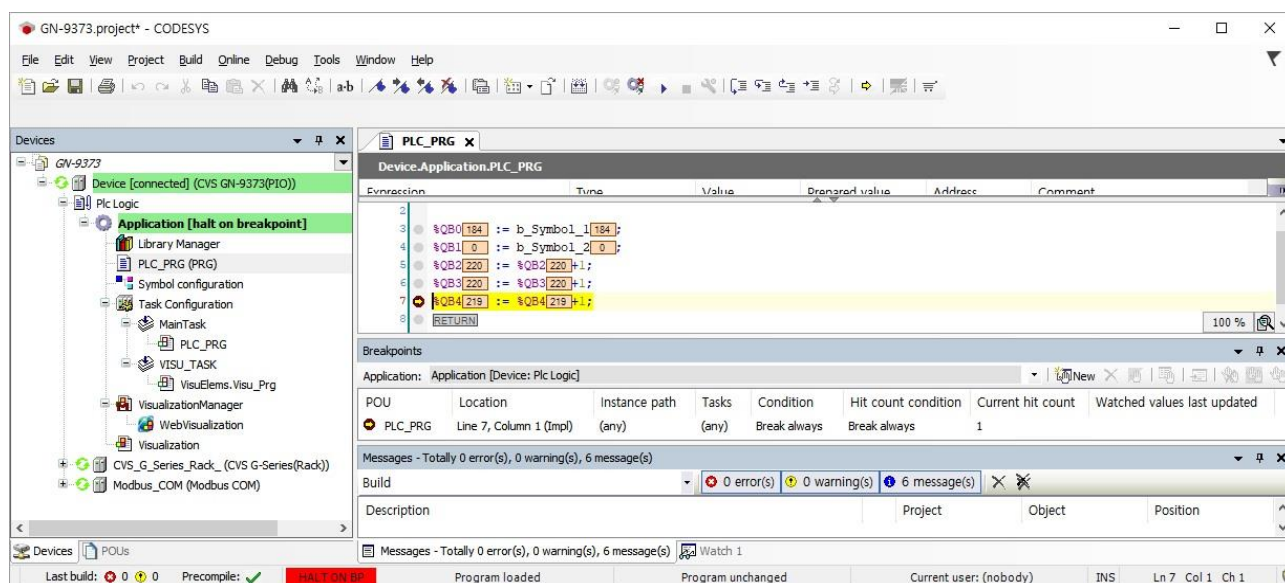 GN-9373.project* - CODESYS
File Edit View Project Build Online Debug Tools Window Help
Devices
GN-9373
Device [connected] (CVS GN-9373(PIO))
Plc Logic
Application [halt on breakpoint]
Library Manager
PLC_PRG (PRG)
Symbol configuration
Task Configuration
MainTask
PLC_PRG
VISU_TASK
VisuElems.Visu_Prg
VisualizationManager
WebVisualization
Visualization
CVS_G_Series_Rack_ (CVS G-Series(Rack))
Modbus_COM (Modbus COM)
Devices POUs
PLC_PRG
Device.Application.PLC_PRG
Expression Type Value Prepared value Address Comment
2
3 %QB0 184 := b_Symbol_1 184 ;
4 %QB1 0 := b_Symbol_2 0 ;
5 %QB2 220 := %QB2 220 +1;
6 %QB3 220 := %QB3 220 +1;
7 %QB4 219 := %QB4 219 +1;
8 RETURN
100 %
Breakpoints
Application: Application [Device: Plc Logic] New
POU Location Instance path Tasks Condition Hit count condition Current hit count Watched values last updated
PLC_PRG Line 7, Column 1 (Impl) (any) (any) Break always Break always 1
Messages - Totally 0 error(s), 0 warning(s), 6 message(s)
Build 0 error(s) 0 warning(s) 6 message(s)
Description Project Object Position
Messages - Totally 0 error(s), 0 warning(s), 6 message(s) Watch 1
Last build: 0 0 Precompile: HALT ON BP Program loaded Program unchanged Current user: (nobody) INS Ln 7 Col 1 Ch 1